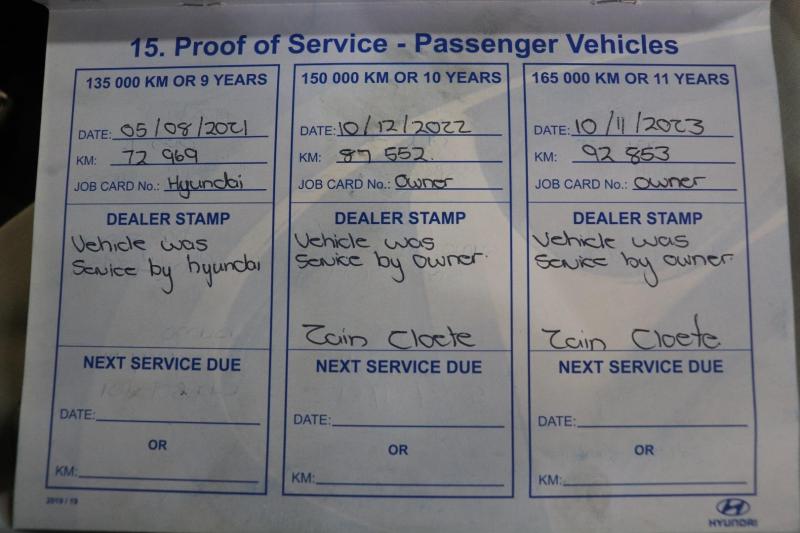 15. Proof of Service - Passenger Vehicles
135 000 KM OR 9 YEARS
DATE: 05/08/2021
KM: 72 969
JOB CARD No.: Hyundai
DEALER STAMP
Vehicle was
Service by hyundai
NEXT SERVICE DUE
DATE:
OR
KM:
2019 / 19
150 000 KM OR 10 YEARS
DATE: 10/12/2022
KM: 87 552.
JOB CARD No.: Owner
DEALER STAMP
Vehicle was
Service by owner.
Zain Cloete
NEXT SERVICE DUE
DATE:
OR
KM:
165 000 KM OR 11 YEARS
DATE: 10/11/2023
KM: 92 853
JOB CARD No.: owner
DEALER STAMP
Vehicle was
Service by owner.
Zain Cloete
NEXT SERVICE DUE
DATE:
OR
KM:
HYUNDAI